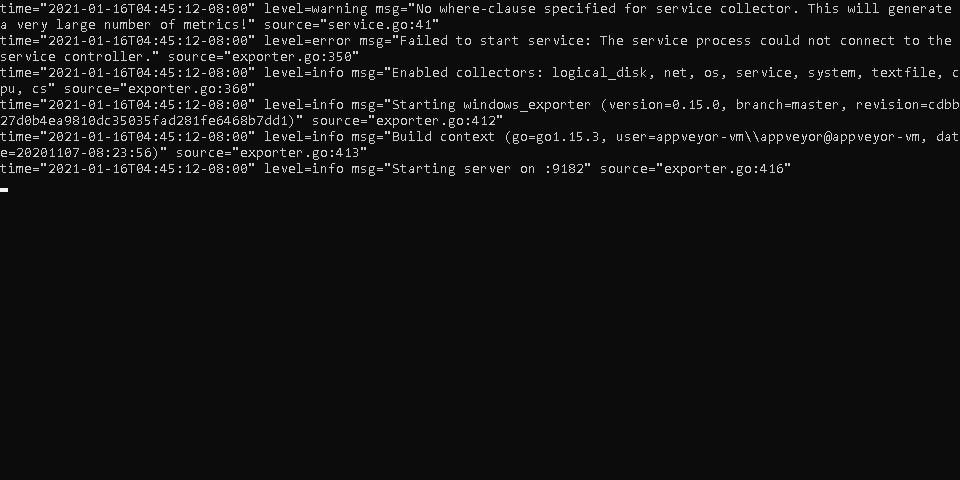 time="2021-01-16T04:45:12-08:00" level=warning msg="No where-clause specified for service collector. This will generate
a very large number of metrics!" source="service.go:41"
time="2021-01-16T04:45:12-08:00" level=error msg="Failed to start service: The service process could not connect to the
service controller." source="exporter.go:350"
time="2021-01-16T04:45:12-08:00" level=info msg="Enabled collectors: logical_disk, net, os, service, system, textfile, c
pu, cs" source="exporter.go:360"
time="2021-01-16T04:45:12-08:00" level=info msg="Starting windows_exporter (version=0.15.0, branch=master, revision=cdbb
27d0b4ea9810dc35035fad281fe6468b7dd1)" source="exporter.go:412"
time="2021-01-16T04:45:12-08:00" level=info msg="Build context (go=go1.15.3, user=appveyor-vm\\appveyor@appveyor-vm, dat
e=20201107-08:23:56)" source="exporter.go:413"
time="2021-01-16T04:45:12-08:00" level=info msg="Starting server on :9182" source="exporter.go:416"